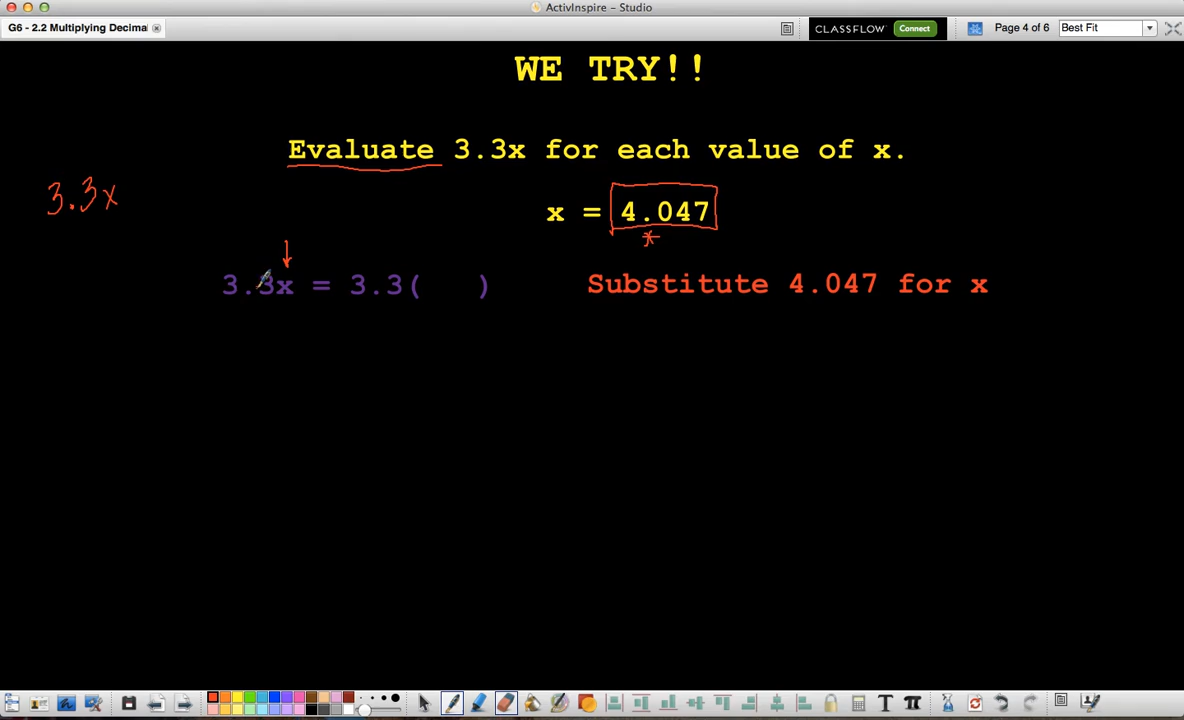 ActivInspire - Studio
G6 - 2.2 Multiplying Decima
CLASSFLOW Connect
Page 4 of 6
Best Fit
WE TRY!!
Evaluate 3.3x for each value of x.
3.3x
x = 4.047
*
3.3x = 3.3( )
Substitute 4.047 for x
T π